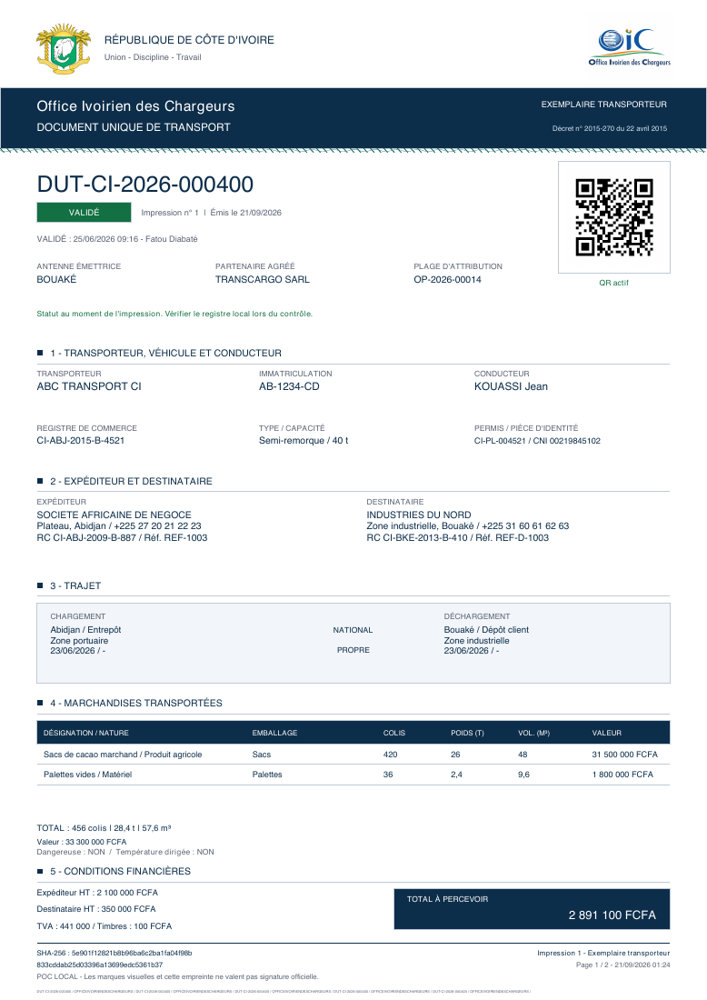 RÉPUBLIQUE DE CÔTE D'IVOIRE
Union - Discipline - Travail
OiC
Office Ivoirien des Chargeurs
Office Ivoirien des Chargeurs
EXEMPLAIRE TRANSPORTEUR
DOCUMENT UNIQUE DE TRANSPORT
Décret n° 2015-270 du 22 avril 2015
DUT-CI-2026-000400
VALIDÉ
Impression n° 1 | Émis le 21/09/2026
VALIDÉ : 25/06/2026 09:16 - Fatou Diabaté
ANTENNE ÉMETTRICE
PARTENAIRE AGRÉÉ
PLAGE D'ATTRIBUTION
BOUAKÉ
TRANSCARGO SARL
OP-2026-00014
QR actif
Statut au moment de l'impression. Vérifier le registre local lors du contrôle.
1 - TRANSPORTEUR, VÉHICULE ET CONDUCTEUR
TRANSPORTEUR
IMMATRICULATION
CONDUCTEUR
ABC TRANSPORT CI
AB-1234-CD
KOUASSI Jean
REGISTRE DE COMMERCE
TYPE / CAPACITÉ
PERMIS / PIÈCE D'IDENTITÉ
CI-ABJ-2015-B-4521
Semi-remorque / 40 t
CI-PL-004521 / CNI 00219845102
2 - EXPÉDITEUR ET DESTINATAIRE
EXPÉDITEUR
DESTINATAIRE
SOCIETE AFRICAINE DE NEGOCE
INDUSTRIES DU NORD
Plateau, Abidjan / +225 27 20 21 22 23
Zone industrielle, Bouaké / +225 31 60 61 62 63
RC CI-ABJ-2009-B-887 / Réf. REF-1003
RC CI-BKE-2013-B-410 / Réf. REF-D-1003
3 - TRAJET
CHARGEMENT
DÉCHARGEMENT
Abidjan / Entrepôt
NATIONAL
Bouaké / Dépôt client
Zone portuaire
Zone industrielle
23/06/2026 / -
PROPRE
23/06/2026 / -
4 - MARCHANDISES TRANSPORTÉES
DÉSIGNATION / NATURE EMBALLAGE COLIS POIDS (T) VOL. (M³) VALEUR
Sacs de cacao marchand / Produit agricole Sacs 420 26 48 31 500 000 FCFA
Palettes vides / Matériel Palettes 36 2,4 9,6 1 800 000 FCFA
TOTAL : 456 colis | 28,4 t | 57,6 m³
Valeur : 33 300 000 FCFA
Dangereuse : NON / Température dirigée : NON
5 - CONDITIONS FINANCIÈRES
Expéditeur HT : 2 100 000 FCFA
TOTAL À PERCEVOIR
Destinataire HT : 350 000 FCFA
2 891 100 FCFA
TVA : 441 000 / Timbres : 100 FCFA
SHA-256 : 5e901f12821b8b96ba6c2ba1fa04f98b
Impression 1 - Exemplaire transporteur
833cddab25d03396a13699edc5361b37
Page 1 / 2 - 21/09/2026 01:24
POC LOCAL - Les marques visuelles et cette empreinte ne valent pas signature officielle.